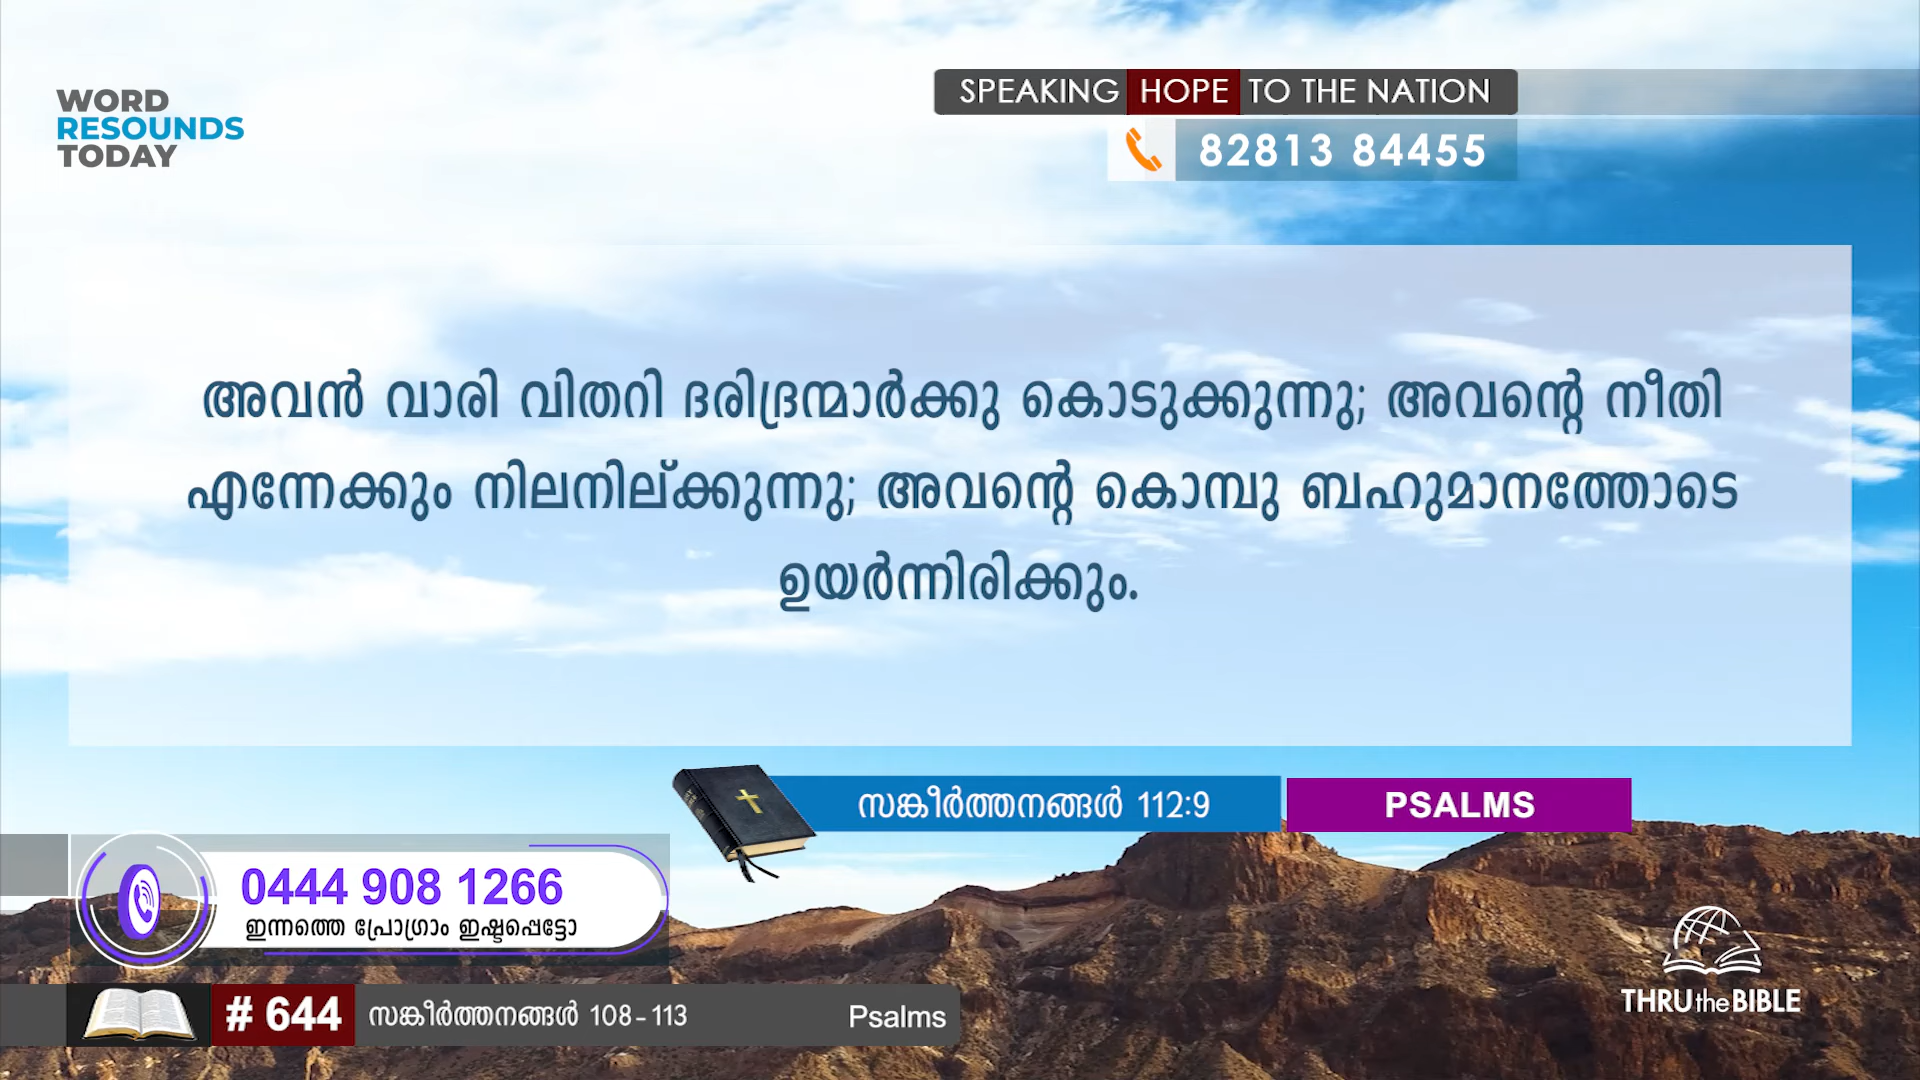 WORD
RESOUNDS
TODAY
SPEAKING HOPE TO THE NATION
82813 84455
അവൻ വാരി വിതറി ദരിദ്രന്മാർക്കു കൊടുക്കുന്നു; അവന്റെ നീതി
എന്നേക്കും നിലനില്ക്കുന്നു; അവന്റെ കൊമ്പു ബഹുമാനത്തോടെ
ഉയർന്നിരിക്കും.
സങ്കീർത്തനങ്ങൾ 112:9
PSALMS
0444 908 1266
ഇന്നത്തെ പ്രോഗ്രാം ഇഷ്ടപ്പെട്ടോ
# 644 സങ്കീർത്തനങ്ങൾ 108-113 Psalms
THRU the BIBLE